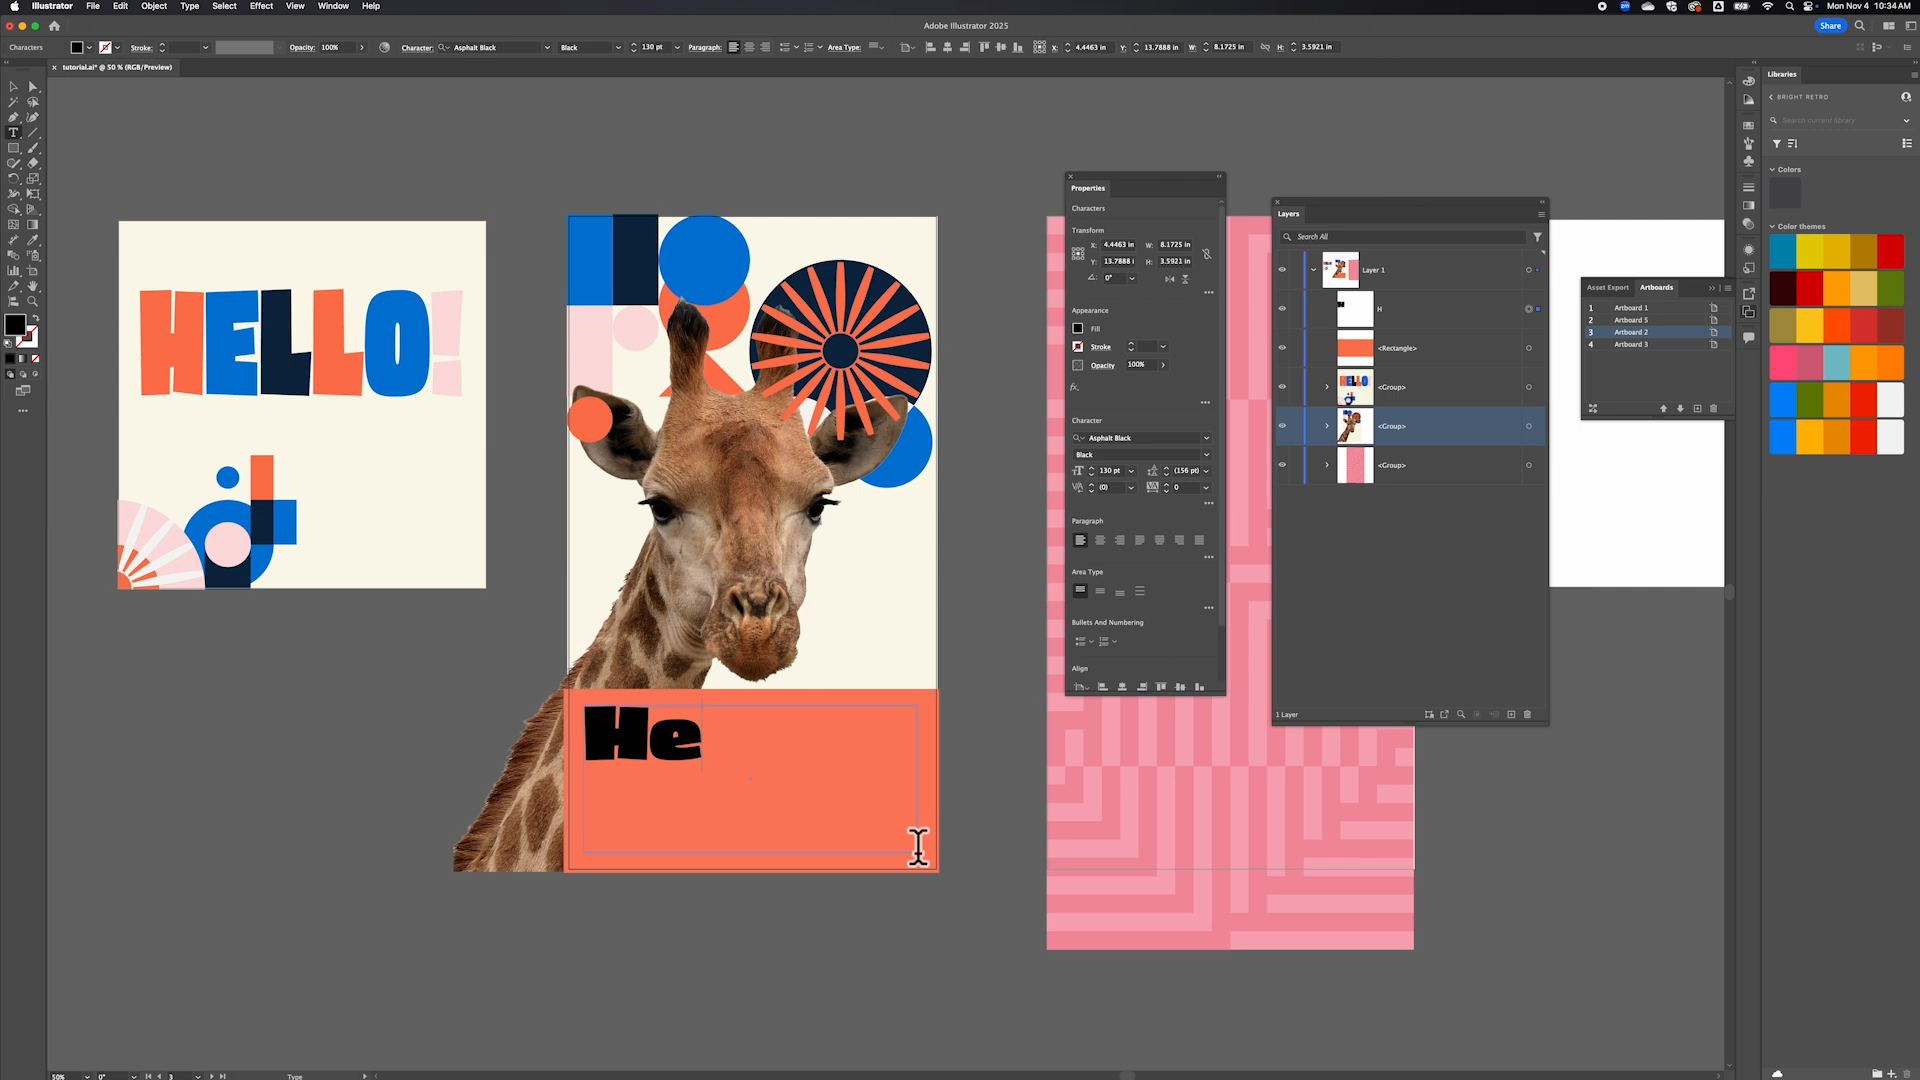 Illustrator File Edit Object Type Select Effect View Window Help
Mon Nov 4 10:34 AM
Adobe Illustrator 2025
Share
Characters Stroke: Opacity: 100% Character: Asphalt Black Black 130 pt Paragraph: Area Type: X: 4.4463 in Y: 13.7888 i W: 8.1725 in H: 3.5921 in
tutorial.ai* @ 50 % (RGB/Preview)
HELLO!
He
Properties
Characters
Transform
X: 4.4463 in W: 8.1725 in
Y: 13.7888 i H: 3.5921 in
0°
Appearance
Fill
Stroke
Opacity 100%
fx.
Character
Asphalt Black
Black
130 pt (156 pt)
(0) 0
Paragraph
Area Type
Bullets And Numbering
Align
Layers
Search All
Layer 1
H
<Rectangle>
<Group>
<Group>
<Group>
1 Layer
Asset Export Artboards
1 Artboard 1
2 Artboard 5
3 Artboard 2
4 Artboard 3
Libraries
BRIGHT RETRO
Search current library
Colors
Color themes
50% 0° 3 Type